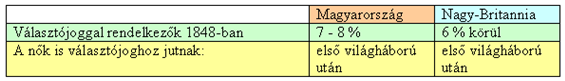 Magyarország Nagy-Britannia
Választójoggal rendelkezők 1848-ban 7 - 8 % 6 % körül
A nők is választójoghoz jutnak: első világháború első világháború
után után